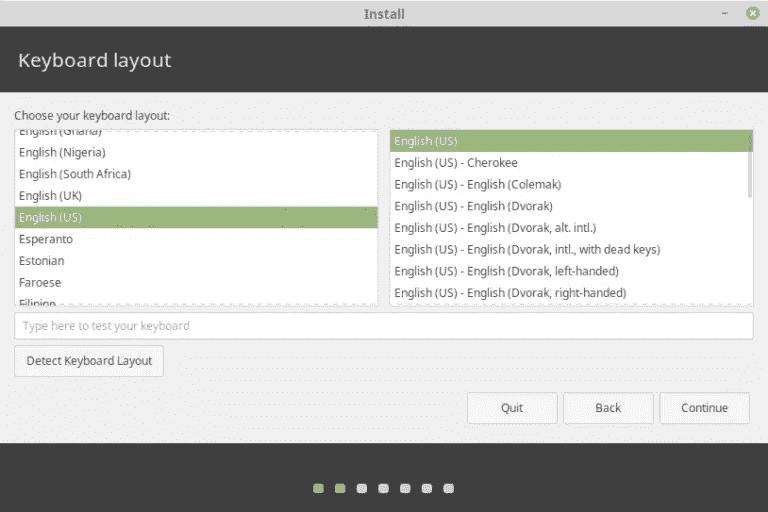 Install
Keyboard layout
Choose your keyboard layout:
English (Ghana)
English (Nigeria)
English (South Africa)
English (UK)
English (US)
Esperanto
Estonian
Faroese
Filipino
English (US)
English (US) - Cherokee
English (US) - English (Colemak)
English (US) - English (Dvorak)
English (US) - English (Dvorak, alt. intl.)
English (US) - English (Dvorak, intl., with dead keys)
English (US) - English (Dvorak, left-handed)
English (US) - English (Dvorak, right-handed)
Type here to test your keyboard
Detect Keyboard Layout
Quit
Back
Continue